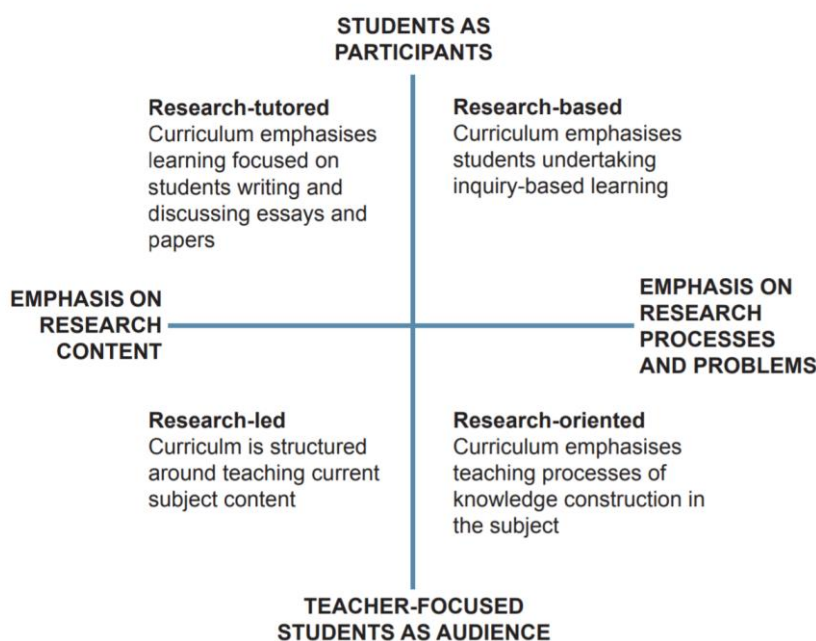 STUDENTS AS
PARTICIPANTS
Research-tutored
Curriculum emphasises
learning focused on
students writing and
discussing essays and
papers
Research-based
Curriculum emphasises
students undertaking
inquiry-based learning
EMPHASIS ON
RESEARCH
CONTENT
EMPHASIS ON
RESEARCH
PROCESSES
AND PROBLEMS
Research-led
Curriculm is structured
around teaching current
subject content
Research-oriented
Curriculum emphasises
teaching processes of
knowledge construction in
the subject
TEACHER-FOCUSED
STUDENTS AS AUDIENCE